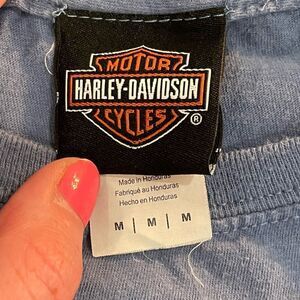 MOTOR
HARLEY-DAVIDSON
CYCLES
®
Made in Honduras
Fabriqué au Honduras
Hecho en Honduras
M | M | M